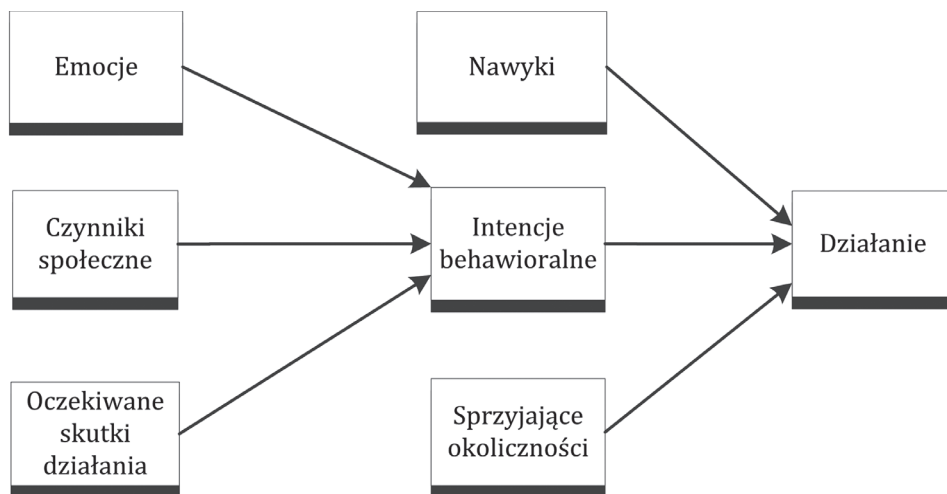 Emocje
Nawyki
Czynniki
społeczne
Intencje
behawioralne
Działanie
Oczekiwane
skutki
działania
Sprzyjające
okoliczności